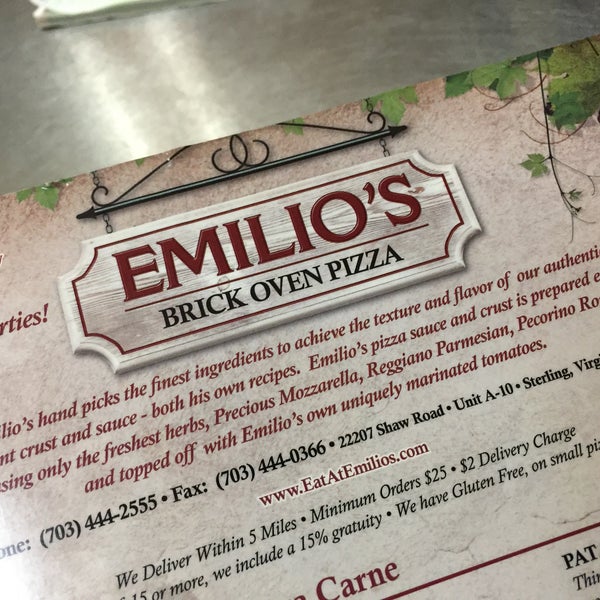 EMILIO'S
BRICK OVEN PIZZA
rties!
ilio's hand picks the finest ingredients to achieve the texture and flavor of our authentic
nt crust and sauce - both his own recipes. Emilio's pizza sauce and crust is prepared e
using only the freshest herbs, Precious Mozzarella, Reggiano Parmesian, Pecorino Ro
and topped off with Emilio's own uniquely marinated tomatoes.
one: (703) 444-2555 • Fax: (703) 444-0366 • 22207 Shaw Road • Unit A-10 • Sterling, Virg
www.EatAtEmilios.com
We Deliver Within 5 Miles • Minimum Orders $25 • $2 Delivery Charge
15 or more, we include a 15% gratuity • We have Gluten Free, on small piz
Carne
PAT
Thin